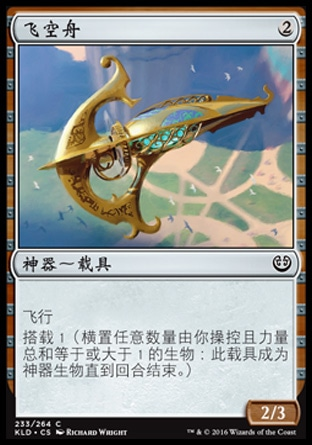 飞空舟 2
神器～载具
飞行
搭载 1（横置任意数量由你操控且力量
总和等于或大于 1 的生物：此载具成为
神器生物直到回合结束。）
2/3
233/264 C
KLD • CS RICHARD WRIGHT
™ & © 2016 Wizards of the Coast